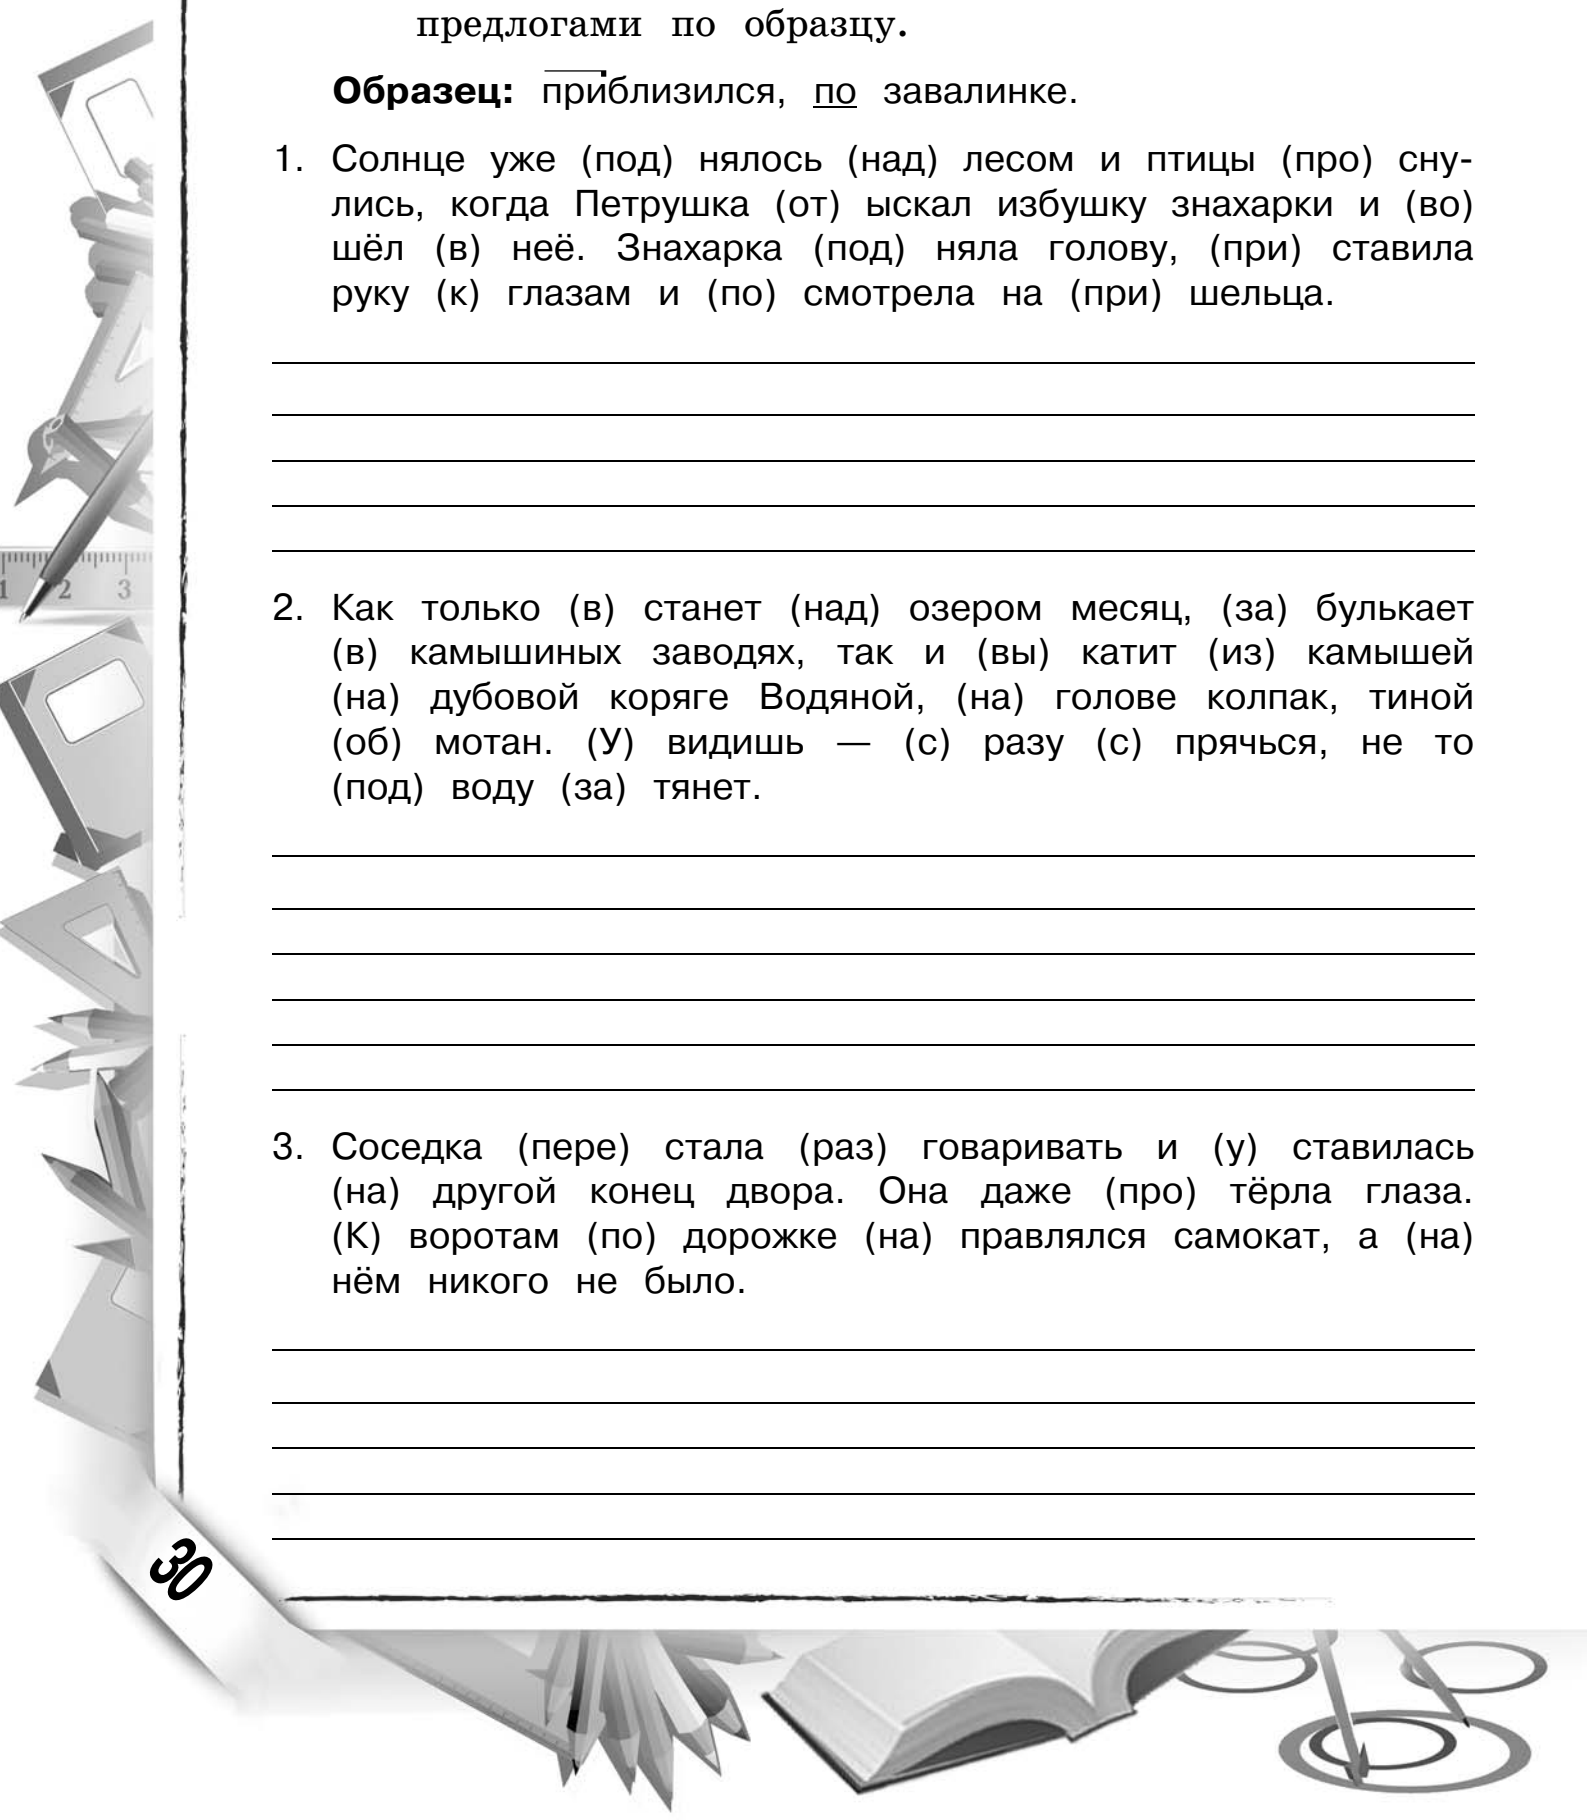 предлогами по образцу.
Образец: приблизился, по завалинке.
1. Солнце уже (под) нялось (над) лесом и птицы (про) сну-
лись, когда Петрушка (от) ыскал избушку знахарки и (во)
шёл (в) неё. Знахарка (под) няла голову, (при) ставила
руку (к) глазам и (по) смотрела на (при) шельца.
1 2 3
2. Как только (в) станет (над) озером месяц, (за) булькает
(в) камышиных заводях, так и (вы) катит (из) камышей
(на) дубовой коряге Водяной, (на) голове колпак, тиной
(об) мотан. (У) видишь — (с) разу (с) прячься, не то
(под) воду (за) тянет.
3. Соседка (пере) стала (раз) говаривать и (у) ставилась
(на) другой конец двора. Она даже (про) тёрла глаза.
(К) воротам (по) дорожке (на) правлялся самокат, а (на)
нём никого не было.
30